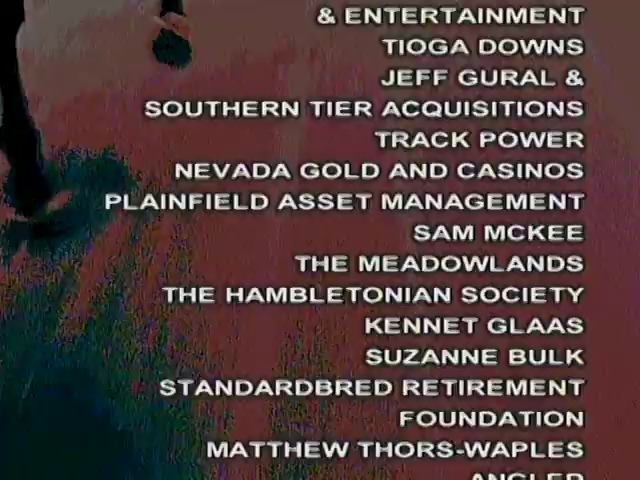 & ENTERTAINMENT
TIOGA DOWNS
JEFF GURAL &
SOUTHERN TIER ACQUISITIONS
TRACK POWER
NEVADA GOLD AND CASINOS
PLAINFIELD ASSET MANAGEMENT
SAM MCKEE
THE MEADOWLANDS
THE HAMBLETONIAN SOCIETY
KENNET GLAAS
SUZANNE BULK
STANDARDBRED RETIREMENT
FOUNDATION
MATTHEW THORS-WAPLES